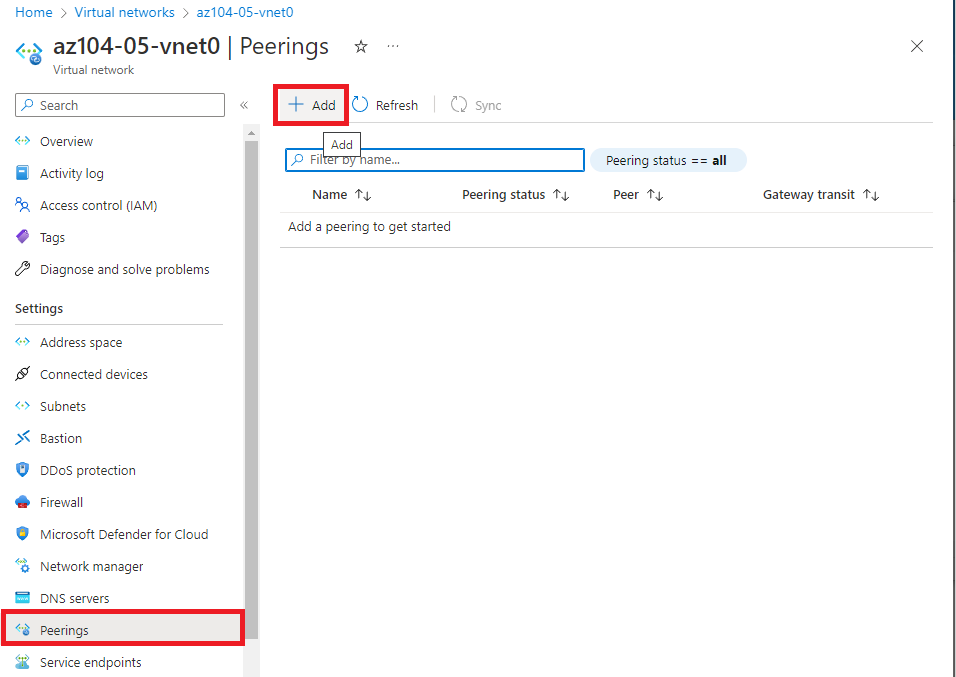 Home > Virtual networks > az104-05-vnet0
az104-05-vnet0 | Peerings
Virtual network
Search
Overview
Activity log
Access control (IAM)
Tags
Diagnose and solve problems
Settings
Address space
Connected devices
Subnets
Bastion
DDoS protection
Firewall
Microsoft Defender for Cloud
Network manager
DNS servers
Peerings
Service endpoints
Add Refresh Sync
Add
Filter by name...
Peering status == all
Name Peering status Peer Gateway transit
Add a peering to get started